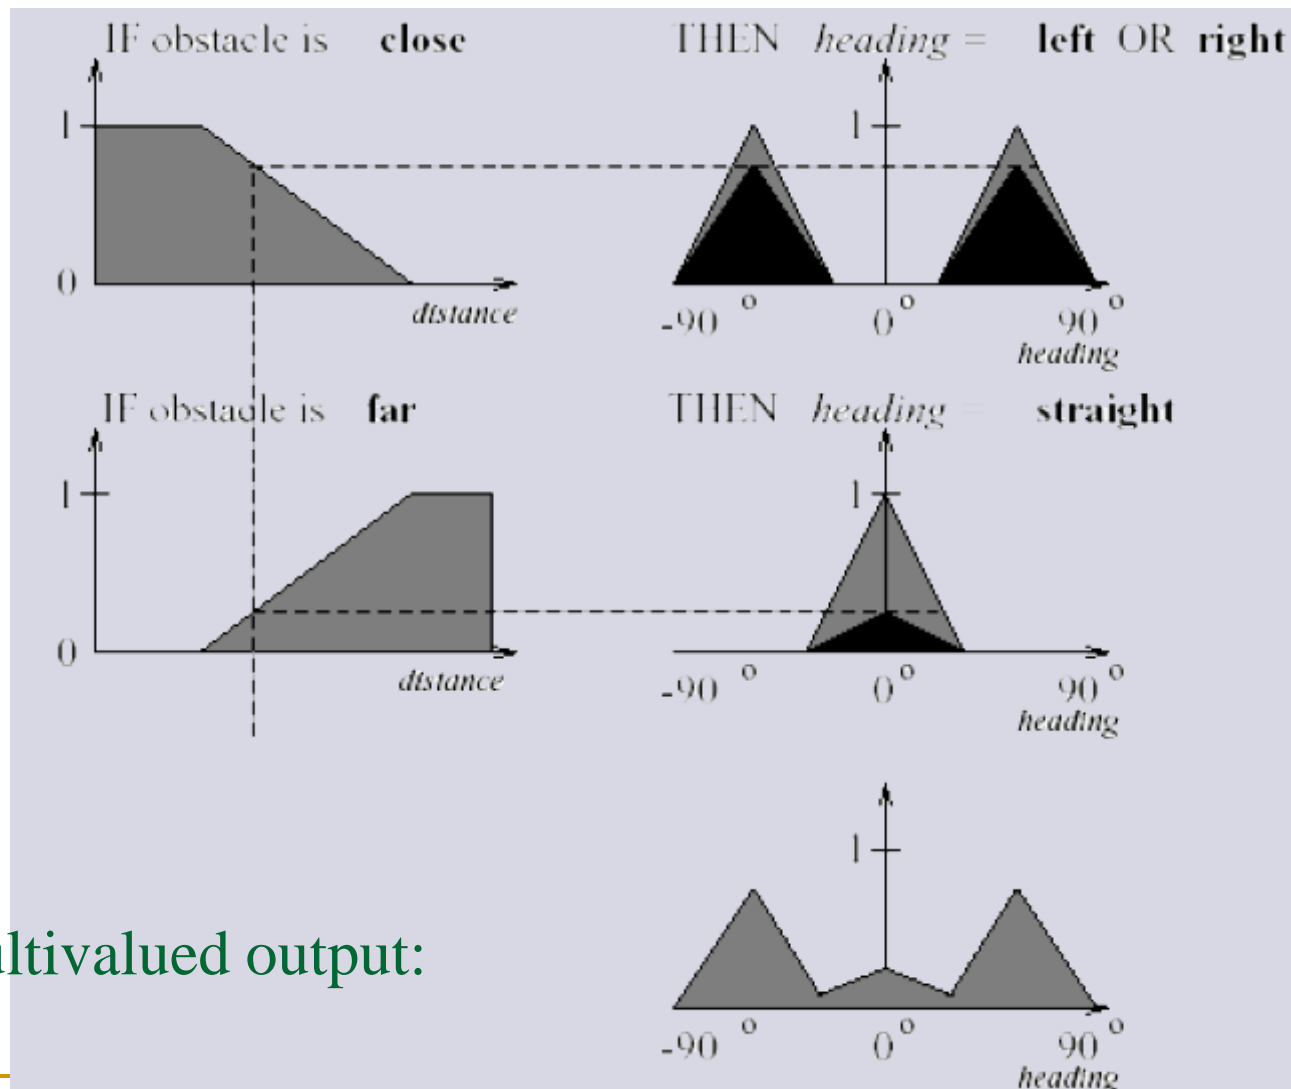 IF obstacle is close
THEN heading = left OR right
1
1
0
distance
-90° 0° 90°
heading
IF obstacle is far
THEN heading = straight
1
1
0
distance
-90° 0° 90°
heading
1
ltivalued output:
-90° 0° 90°
heading